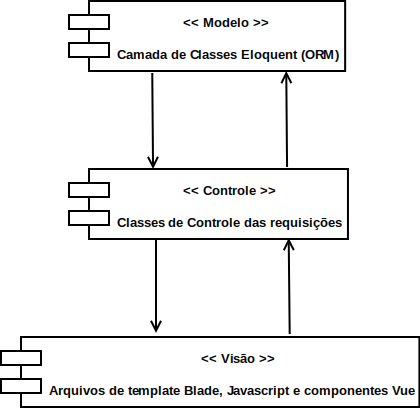 << Modelo >>
Camada de Classes Eloquent (ORM)
<< Controle >>
Classes de Controle das requisições
<< Visão >>
Arquivos de template Blade, Javascript e componentes Vue